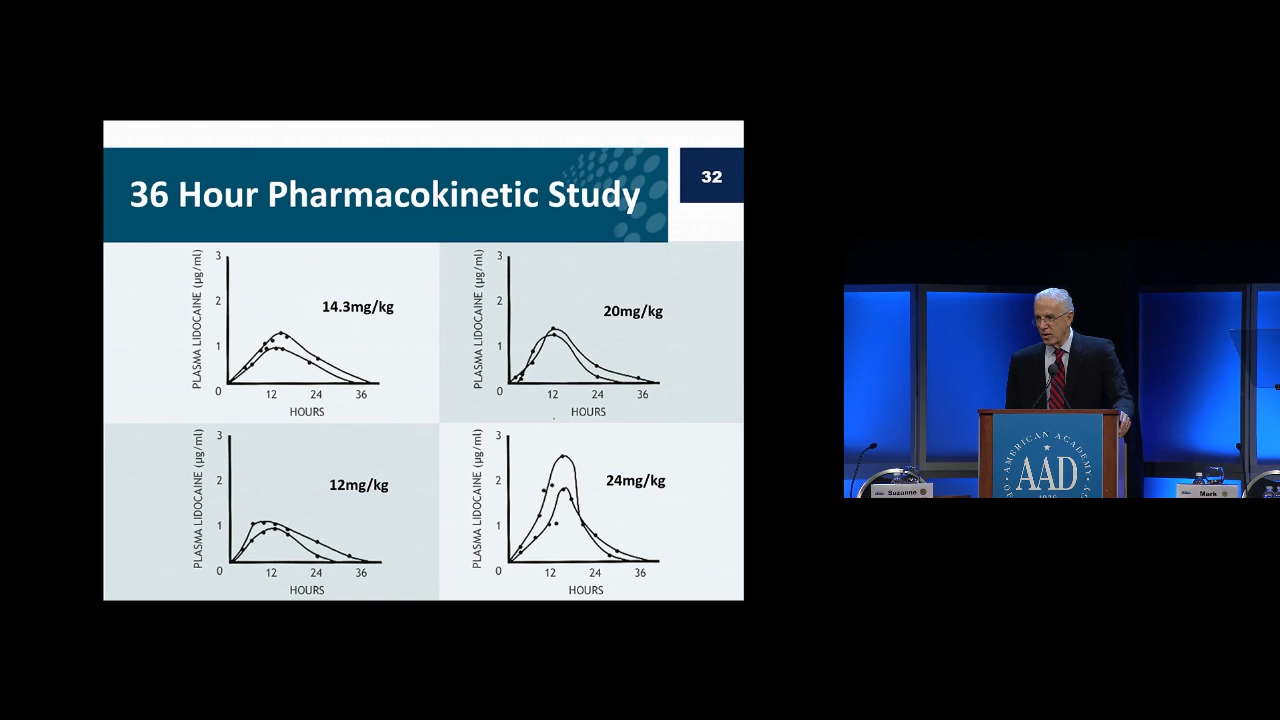 36 Hour Pharmacokinetic Study
32
PLASMA LIDOCAINE (µg/ml)
3
2
1
0
14.3mg/kg
12 24 36
HOURS
PLASMA LIDOCAINE (µg/ml)
3
2
1
0
20mg/kg
12 24 36
HOURS
PLASMA LIDOCAINE (µg/ml)
3
2
1
0
12mg/kg
12 24 36
HOURS
PLASMA LIDOCAINE (µg/ml)
3
2
1
0
24mg/kg
12 24 36
HOURS
AMERICAN ACADEMY
AAD
Suzanne
Mark